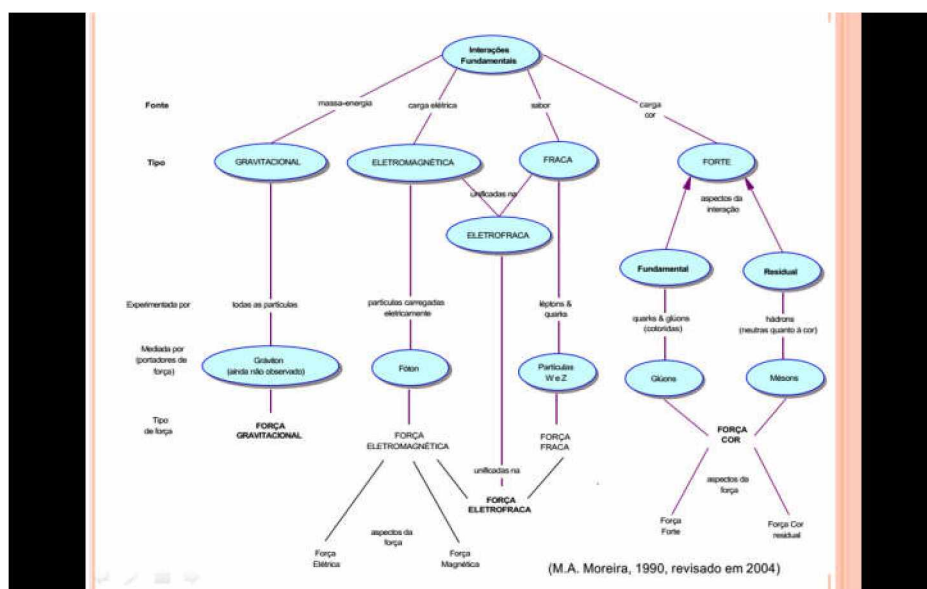 Interações
Fundamentais
Fonte
massa-energia
carga elétrica
sabor
carga
cor
Tipo
GRAVITACIONAL
ELETROMAGNÉTICA
FRACA
FORTE
unificadas na
aspectos da
interação
ELETROFRACA
Fundamental
Residual
Experimentada por
todas as partículas
partículas carregadas
eletricamente
léptons &
quarks
quarks & glúons
(coloridas)
hádrons
(neutras quanto à cor)
Mediada por
(portadores de
força)
Gráviton
(ainda não observado)
Fóton
Partículas
W e Z
Glúons
Mésons
Tipo
de força
FORÇA
GRAVITACIONAL
FORÇA
ELETROMAGNÉTICA
FORÇA
FRACA
FORÇA
COR
unificadas na
aspectos da
força
FORÇA
ELETROFRACA
Força
Forte
Força Cor
residual
aspectos da
força
Força
Elétrica
Força
Magnética
(M.A. Moreira, 1990, revisado em 2004)